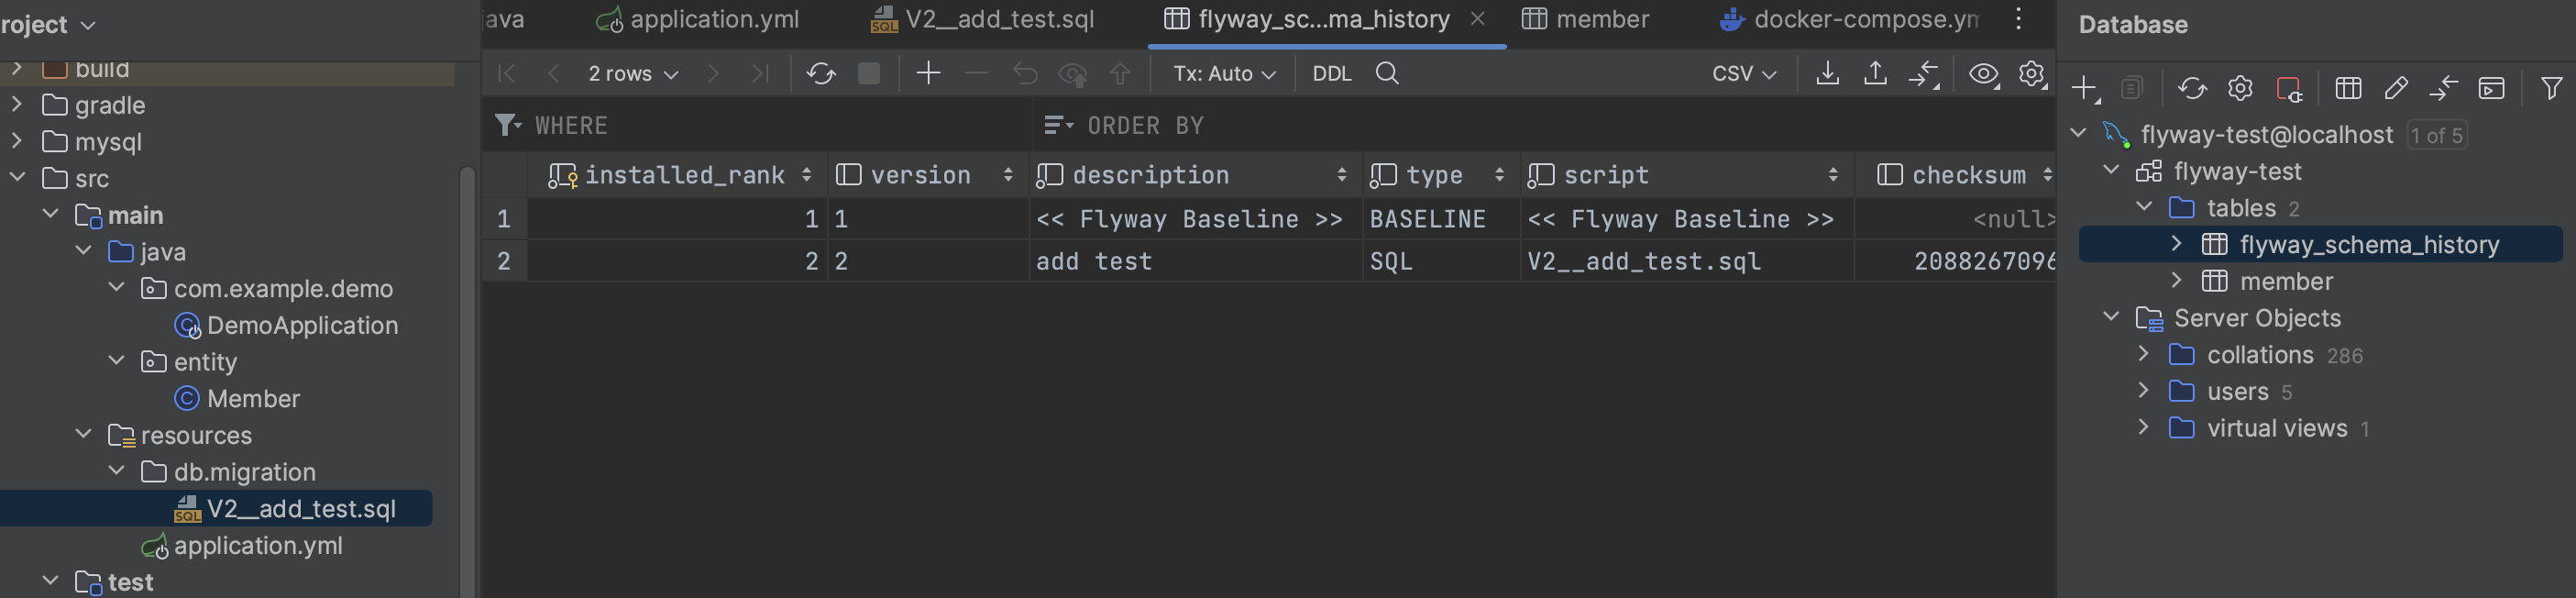 roject
build
gradle
mysql
src
main
java
com.example.demo
DemoApplication
entity
Member
resources
db.migration
SQL V2__add_test.sql
application.yml
test
java
application.yml
SQL V2__add_test.sql
flyway_sc...ma_history
member
docker-compose.ym
2 rows
Tx: Auto
DDL
CSV
WHERE
ORDER BY
installed_rank version description type script checksum
1 1 1 << Flyway Baseline >> BASELINE << Flyway Baseline >> <null>
2 2 2 add test SQL V2__add_test.sql 2088267096
Database
flyway-test@localhost 1 of 5
flyway-test
tables 2
flyway_schema_history
member
Server Objects
collations 286
users 5
virtual views 1